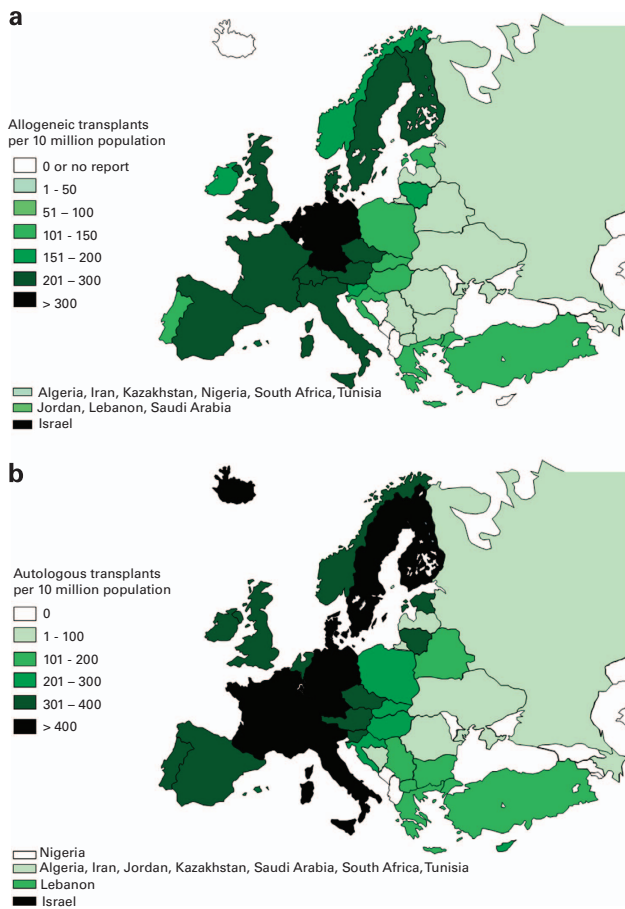 a
Allogeneic transplants
per 10 million population
0 or no report
1 - 50
51 – 100
101 - 150
151 – 200
201 – 300
> 300
Algeria, Iran, Kazakhstan, Nigeria, South Africa, Tunisia
Jordan, Lebanon, Saudi Arabia
Israel
b
Autologous transplants
per 10 million population
0
1 - 100
101 - 200
201 – 300
301 – 400
> 400
Nigeria
Algeria, Iran, Jordan, Kazakhstan, Saudi Arabia, South Africa, Tunisia
Lebanon
Israel